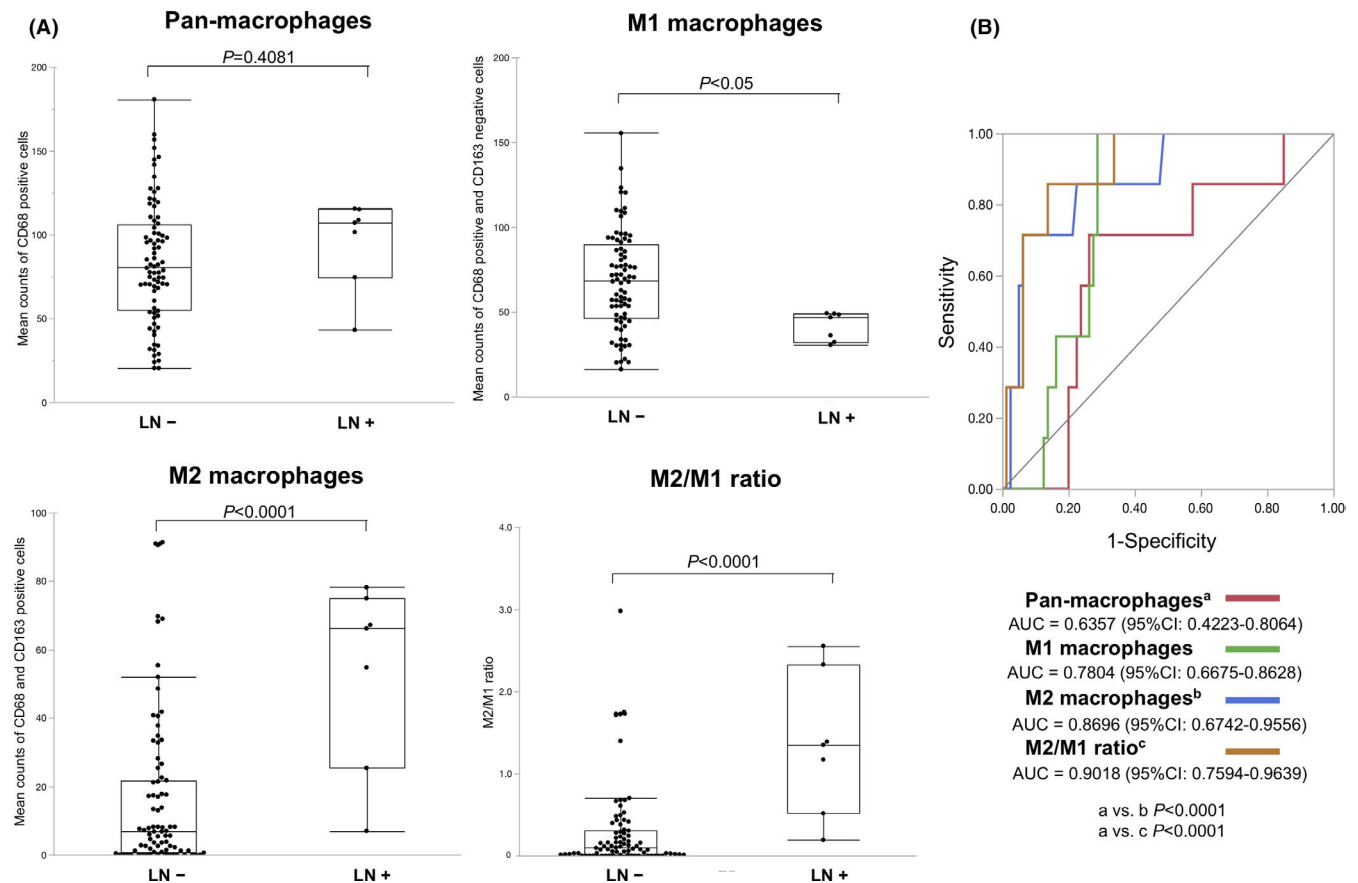 (A)
Pan-macrophages
P=0.4081
200
150
100
50
0
Mean counts of CD68 positive cells
LN −
LN +
M1 macrophages
P<0.05
200
150
100
50
0
Mean counts of CD68 positive and CD163 negative cells
LN −
LN +
M2 macrophages
P<0.0001
100
80
60
40
20
0
Mean counts of CD68 and CD163 positive cells
LN −
LN +
M2/M1 ratio
P<0.0001
4.0
3.0
2.0
1.0
0
M2/M1 ratio
LN −
LN +
(B)
1.00
0.80
0.60
0.40
0.20
0.00
Sensitivity
0.00 0.20 0.40 0.60 0.80 1.00
1-Specificity
Pan-macrophagesᵃ
AUC = 0.6357 (95%CI: 0.4223-0.8064)
M1 macrophages
AUC = 0.7804 (95%CI: 0.6675-0.8628)
M2 macrophagesᵇ
AUC = 0.8696 (95%CI: 0.6742-0.9556)
M2/M1 ratioᶜ
AUC = 0.9018 (95%CI: 0.7594-0.9639)
a vs. b P<0.0001
a vs. c P<0.0001